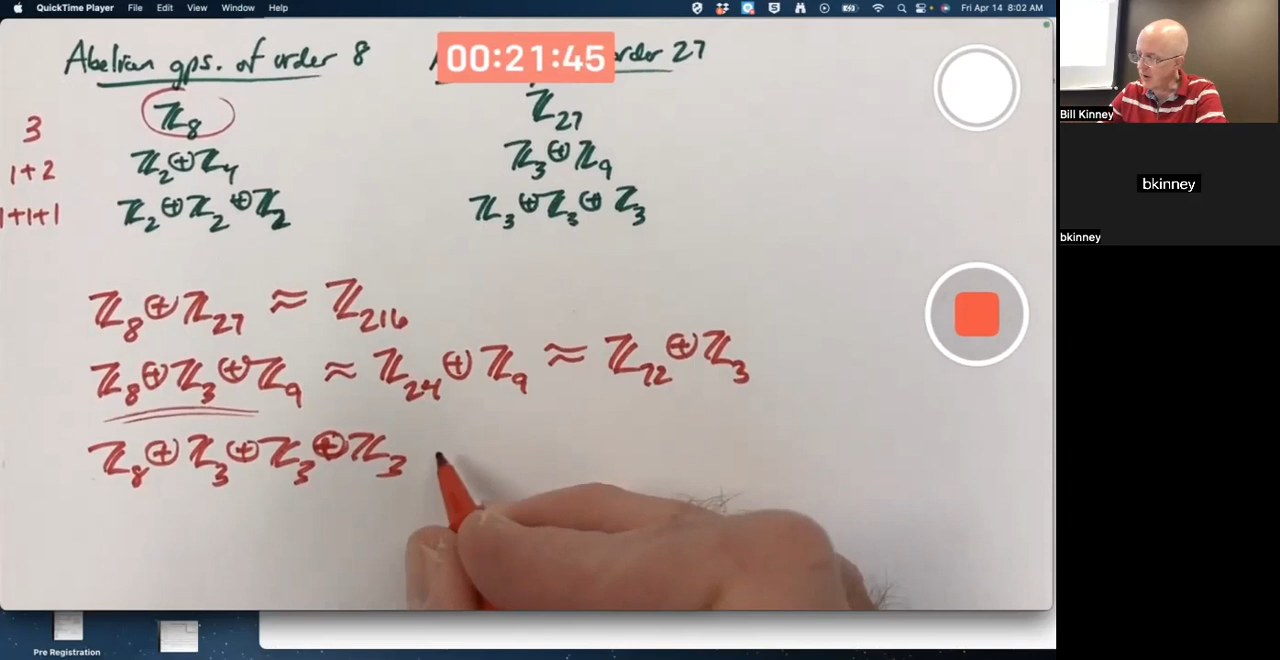 QuickTime Player File Edit View Window Help Fri Apr 14 8:02 AM
Abelian gps. of order 8
00:21:45
order 27
3 ℤ₈ ℤ₂₇
1+2 ℤ₂⊕ℤ₄ ℤ₃⊕ℤ₉
1+1+1 ℤ₂⊕ℤ₂⊕ℤ₂ ℤ₃⊕ℤ₃⊕ℤ₃
ℤ₈⊕ℤ₂₇ ≈ ℤ₂₁₆
ℤ₈⊕ℤ₃⊕ℤ₉ ≈ ℤ₂₄⊕ℤ₉ ≈ ℤ₇₂⊕ℤ₃
ℤ₈⊕ℤ₃⊕ℤ₃⊕ℤ₃
Pre Registration
Bill Kinney
bkinney
bkinney